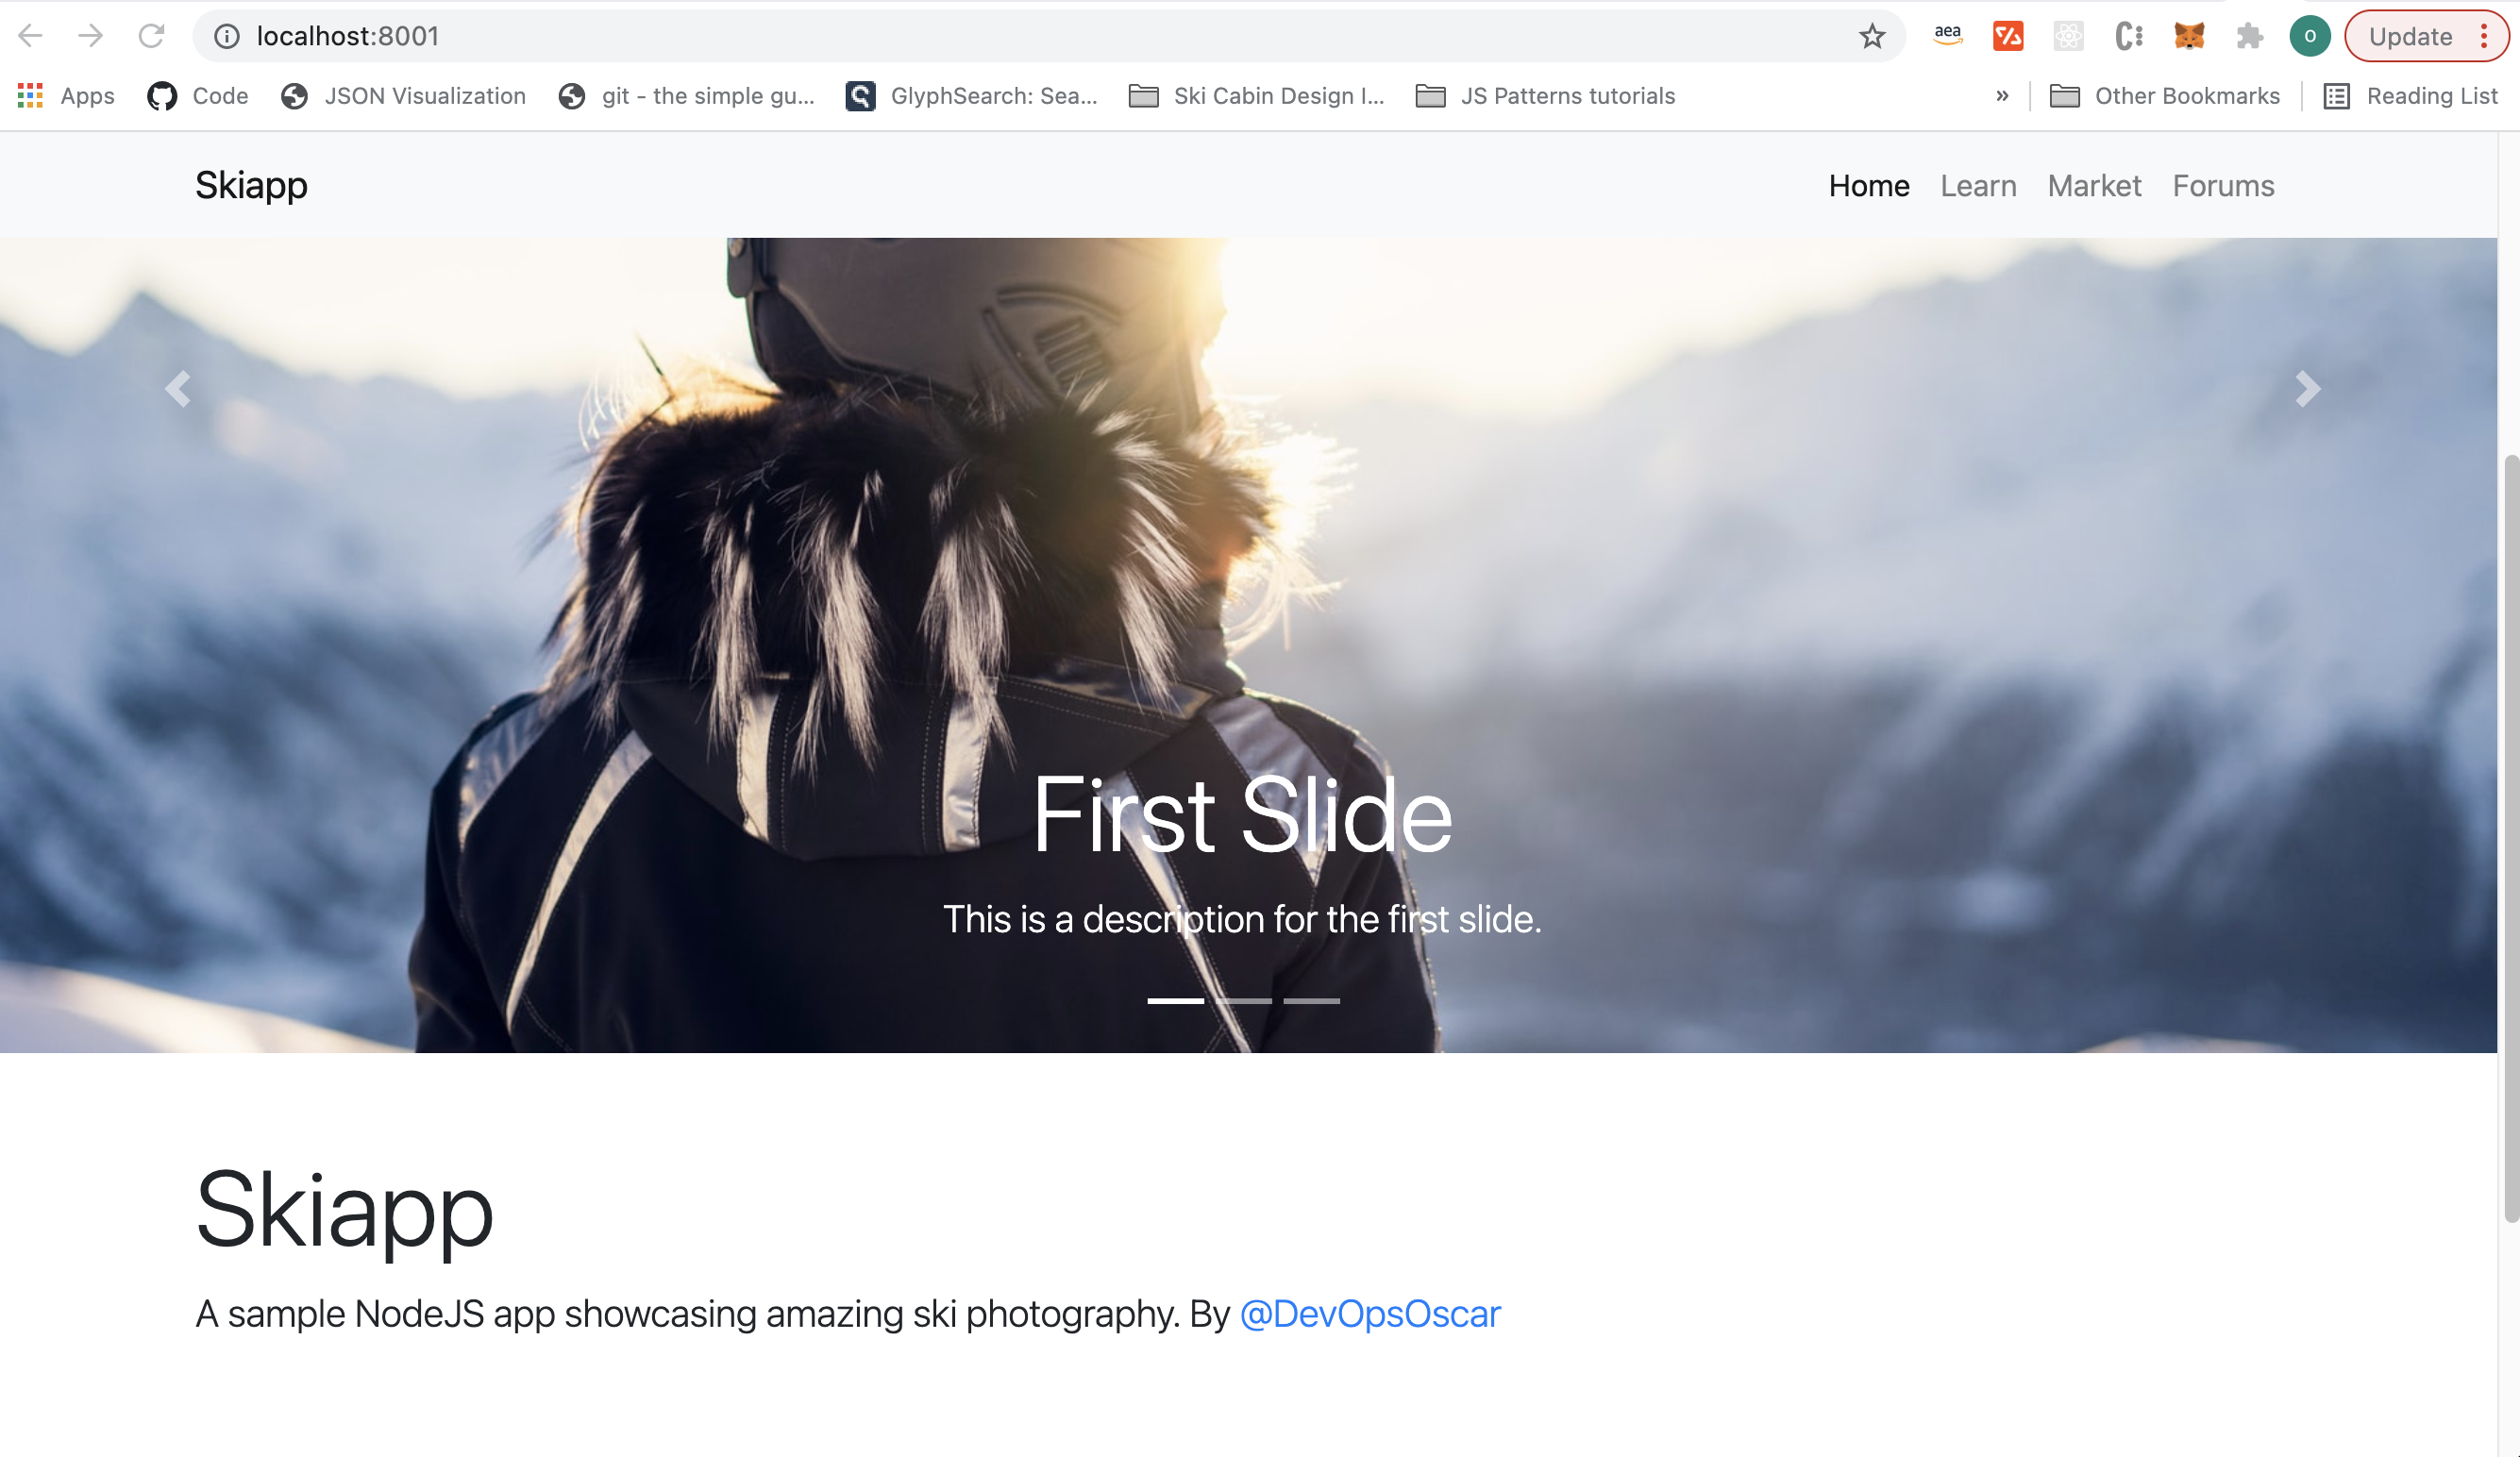 localhost:8001
aea
O
Update
Apps
Code
JSON Visualization
git - the simple gu...
GlyphSearch: Sea...
Ski Cabin Design I...
JS Patterns tutorials
»
Other Bookmarks
Reading List
Skiapp
Home Learn Market Forums
First Slide
This is a description for the first slide.
Skiapp
A sample NodeJS app showcasing amazing ski photography. By @DevOpsOscar